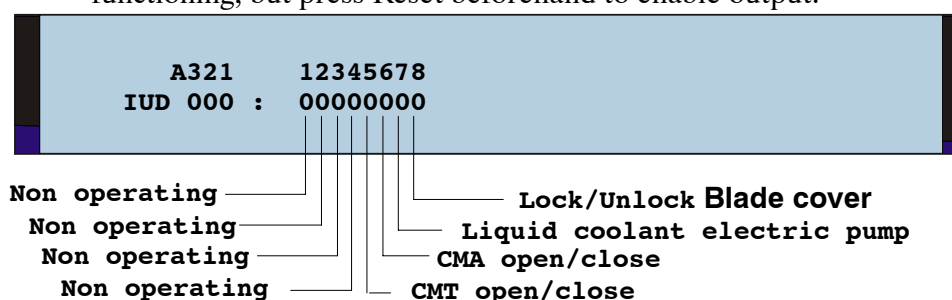 functioning, but press Reset beforehand to enable output.
A321 12345678
IUD 000 : 00000000
Non operating Lock/Unlock Blade cover
Non operating Liquid coolant electric pump
Non operating CMA open/close
Non operating CMT open/close